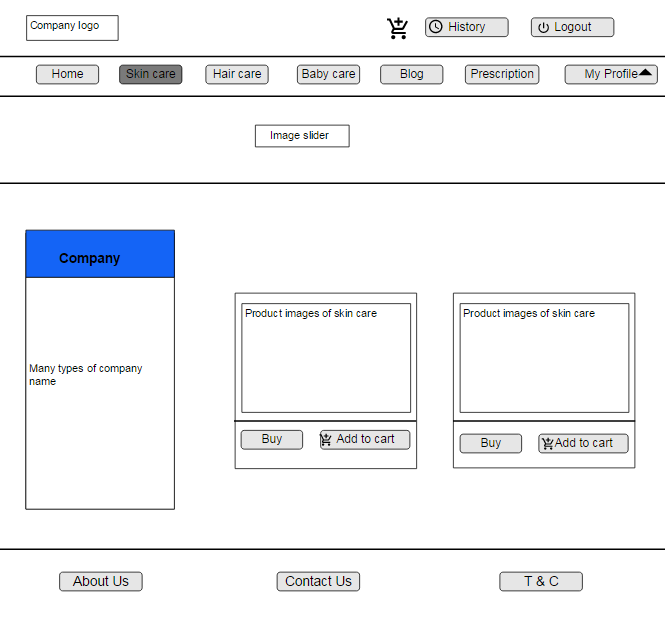 Company logo
History
Logout
Home
Skin care
Hair care
Baby care
Blog
Prescription
My Profile
Image slider
Company
Many types of company
name
Product images of skin care
Buy
Add to cart
Product images of skin care
Buy
Add to cart
About Us
Contact Us
T & C